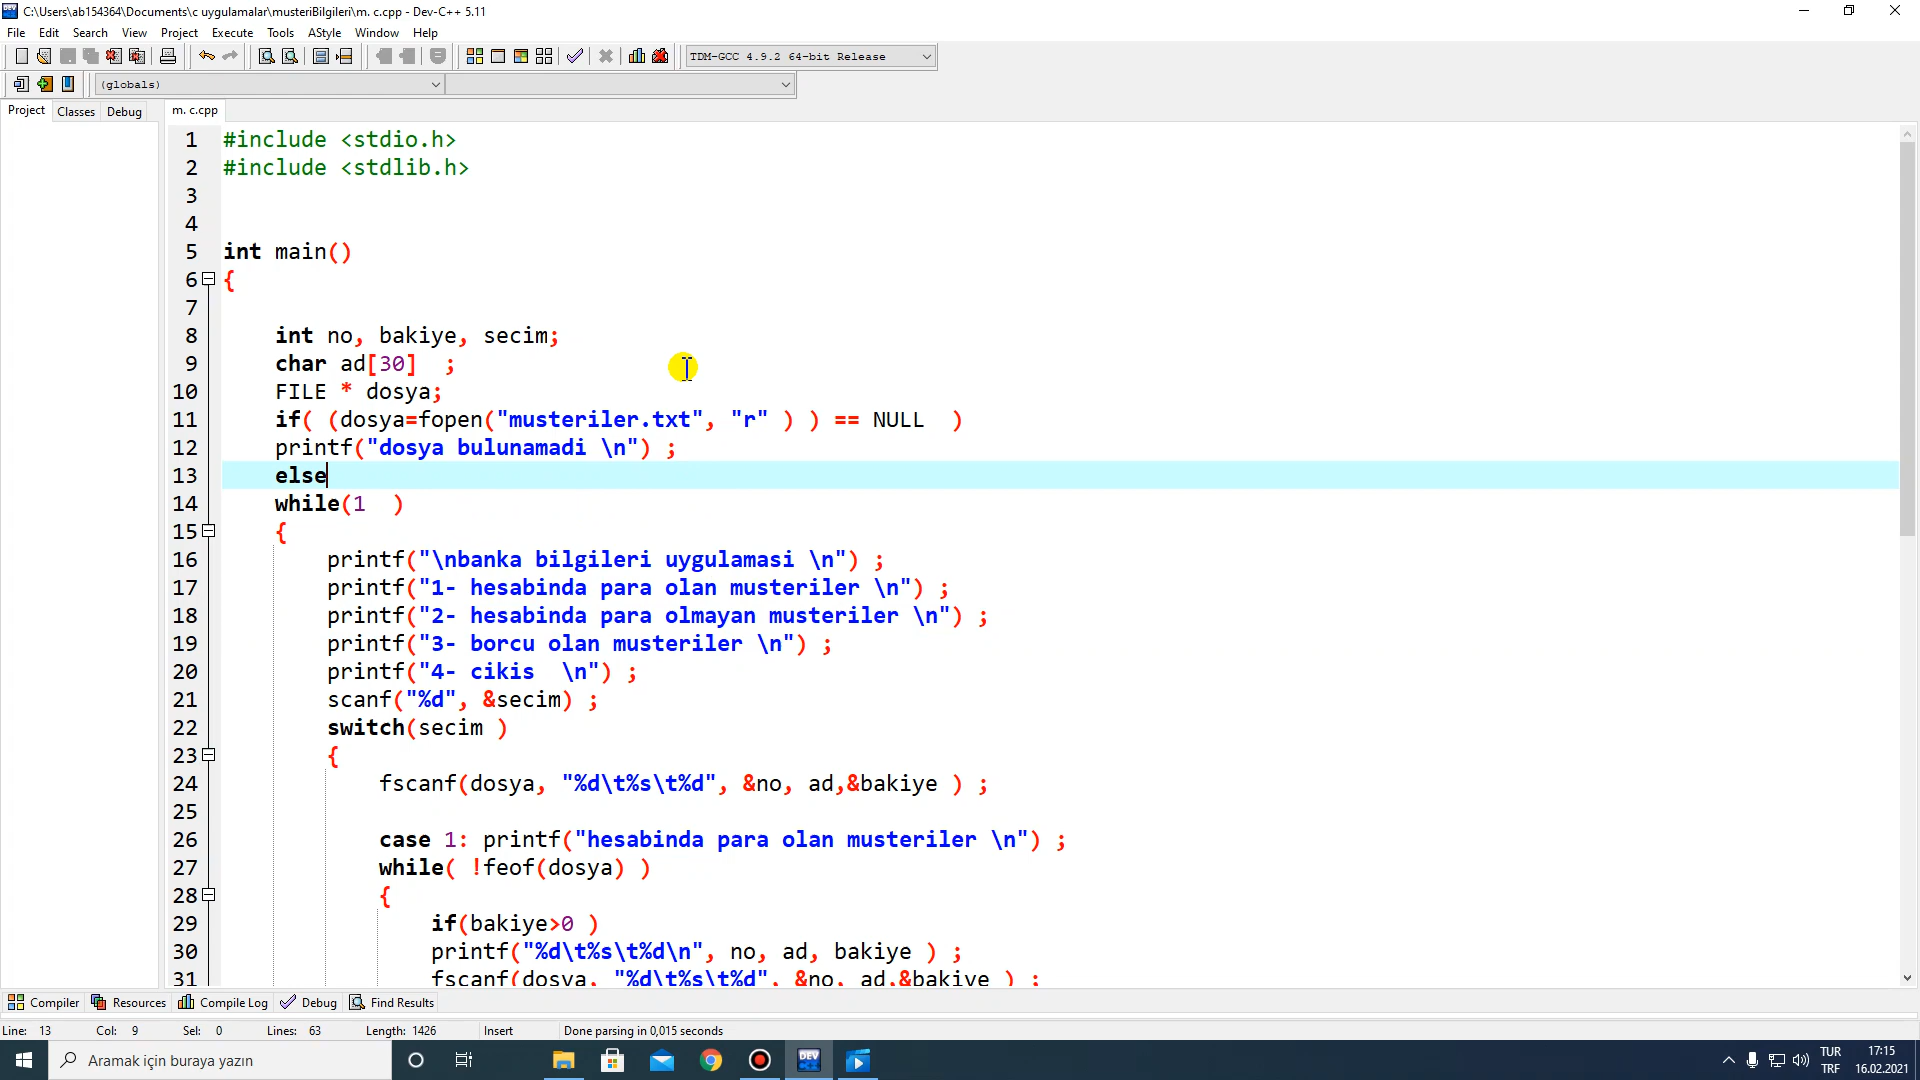 C:\Users\ab154364\Documents\c uygulamalar\musteriBilgileri\m. c.cpp - Dev-C++ 5.11
File Edit Search View Project Execute Tools AStyle Window Help
TDM-GCC 4.9.2 64-bit Release
(globals)
Project Classes Debug m. c.cpp
1 #include <stdio.h>
2 #include <stdlib.h>
3
4
5 int main()
6 {
7
8 int no, bakiye, secim;
9 char ad[30] ;
10 FILE * dosya;
11 if( (dosya=fopen("musteriler.txt", "r" ) ) == NULL )
12 printf("dosya bulunamadi \n") ;
13 else
14 while(1 )
15 {
16 printf("\nbanka bilgileri uygulamasi \n") ;
17 printf("1- hesabinda para olan musteriler \n") ;
18 printf("2- hesabinda para olmayan musteriler \n") ;
19 printf("3- borcu olan musteriler \n") ;
20 printf("4- cikis \n") ;
21 scanf("%d", &secim) ;
22 switch(secim )
23 {
24 fscanf(dosya, "%d\t%s\t%d", &no, ad,&bakiye ) ;
25
26 case 1: printf("hesabinda para olan musteriler \n") ;
27 while( !feof(dosya) )
28 {
29 if(bakiye>0 )
30 printf("%d\t%s\t%d\n", no, ad, bakiye ) ;
31 fscanf(dosya, "%d\t%s\t%d", &no, ad,&bakiye ) ;
Compiler Resources Compile Log Debug Find Results
Line: 13 Col: 9 Sel: 0 Lines: 63 Length: 1426 Insert Done parsing in 0,015 seconds
Aramak için buraya yazın
DEV
TUR 17:15
TRF 16.02.2021